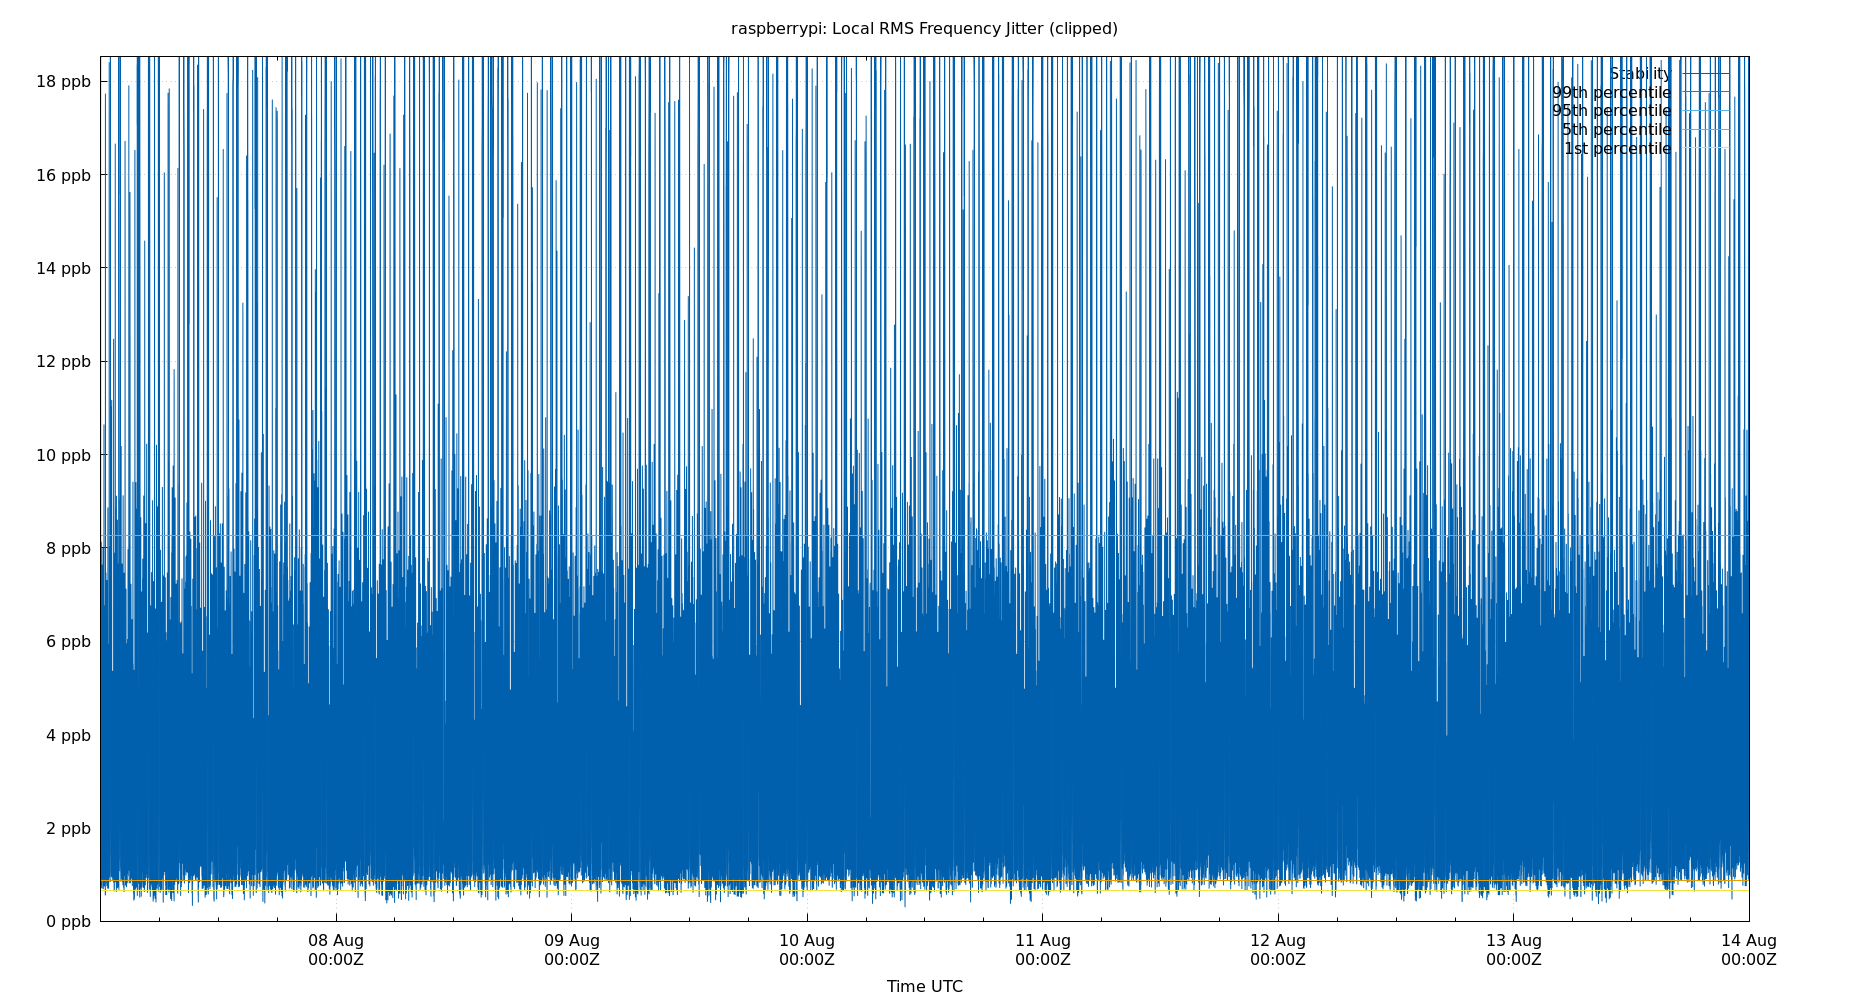 raspberrypi: Local RMS Frequency Jitter (clipped)
18 ppb
16 ppb
14 ppb
12 ppb
10 ppb
8 ppb
6 ppb
4 ppb
2 ppb
0 ppb
Stability
99th percentile
95th percentile
5th percentile
1st percentile
08 Aug
00:00Z
09 Aug
00:00Z
10 Aug
00:00Z
11 Aug
00:00Z
12 Aug
00:00Z
13 Aug
00:00Z
14 Aug
00:00Z
Time UTC